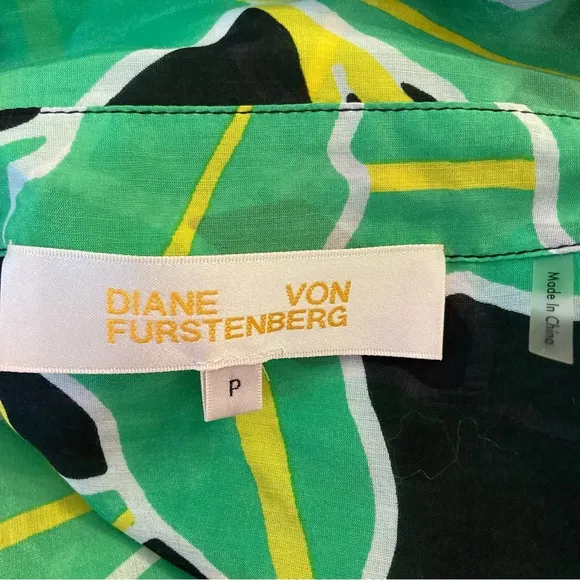 DIANE VON
FURSTENBERG
P
Made In China